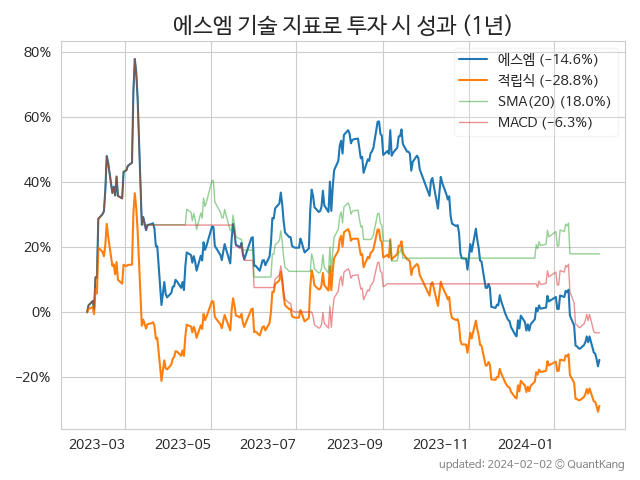 에스엠 기술 지표로 투자 시 성과 (1년)
에스엠 (−14.6%)
적립식 (−28.8%)
SMA(20) (18.0%)
MACD (−6.3%)
80%
60%
40%
20%
0%
−20%
2023-03 2023-05 2023-07 2023-09 2023-11 2024-01
updated: 2024-02-02 © QuantKang